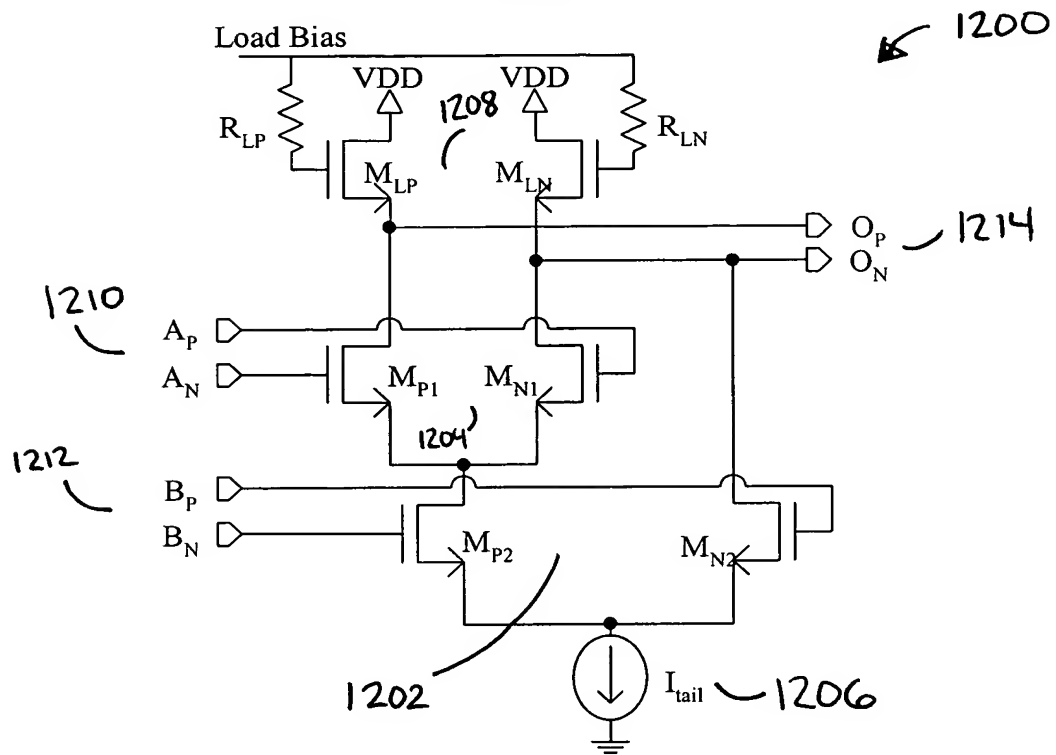 1200
Load Bias
VDD VDD
1208
R_LP R_LN
M_LP M_LN
O_P
1214
O_N
1210
A_P
A_N
M_P1 M_N1
1204
1212
B_P
B_N
M_P2 M_N2
1202
I_tail
1206